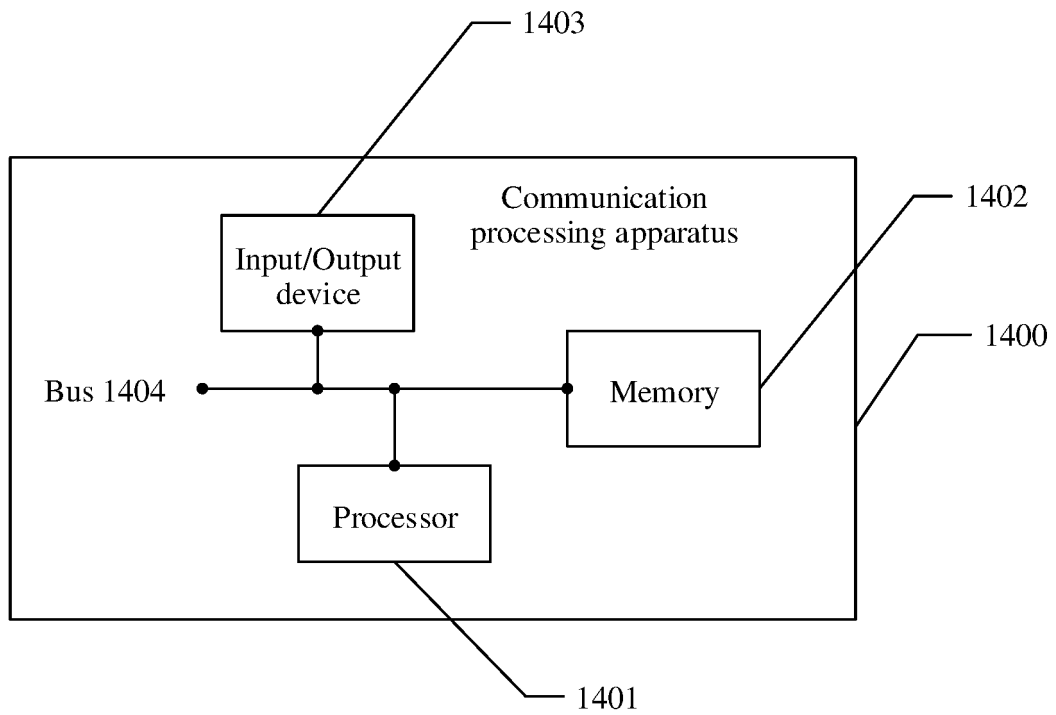 1403
Communication
processing apparatus
1402
Input/Output
device
1400
Bus 1404
Memory
Processor
1401